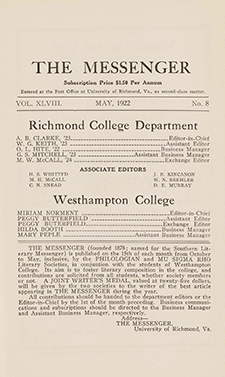 THE MESSENGER
Subscription Price $1.50 Per Annum
Entered at the Post Office at University of Richmond, Va., as second-class matter.
VOL. XLVIII. MAY, 1922 No. 8
Richmond College Department
A. B. CLARKE, '23 Editor-in-Chief
W. G. KEITH, '23 Assistant Editor
O. L. HITE, '22 Business Manager
G. S. MITCHELL, '23 Assistant Business Manager
M. W. McCALL, '24 Exchange Editor
ASSOCIATE EDITORS
H. S. WHITTED J. R. KINCANON
M. H. McCALL W. N. BREHLER
C. N. SNEAD D. E. MURRAY
Westhampton College
MIRIAM NORMENT Editor-in-Chief
PEGGY BUTTERFIELD Assistant Editor
PEGGY BUTTERFIELD Exchange Editor
HILDA BOOTH Business Manager
MARY PEPLE Assistant Business Manager
THE MESSENGER (founded 1878; named for the Southern Liter-
ary Messenger) is published on the 15th of each month from October
to May, inclusive, by the PHILOLOGIAN and MU SIGMA RHO
Literary Societies, in conjunction with the students of Westhampton
College. Its aim is to foster literary composition in the college, and
contributions are solicited from all students, whether society members
or not. A JOINT WRITER'S MEDAL, valued at twenty-five dollars,
will be given by the two societies to the writer of the best article
appearing in THE MESSENGER during the year.
All contributions should be handed to the department editors or the
Editor-in-Chief by the 1st of the month preceding. Business commun-
cations and subscriptions should be directed to the Business Manager
and Assistant Business Manager, respectively.
Address—
THE MESSENGER,
University of Richmond, Va.